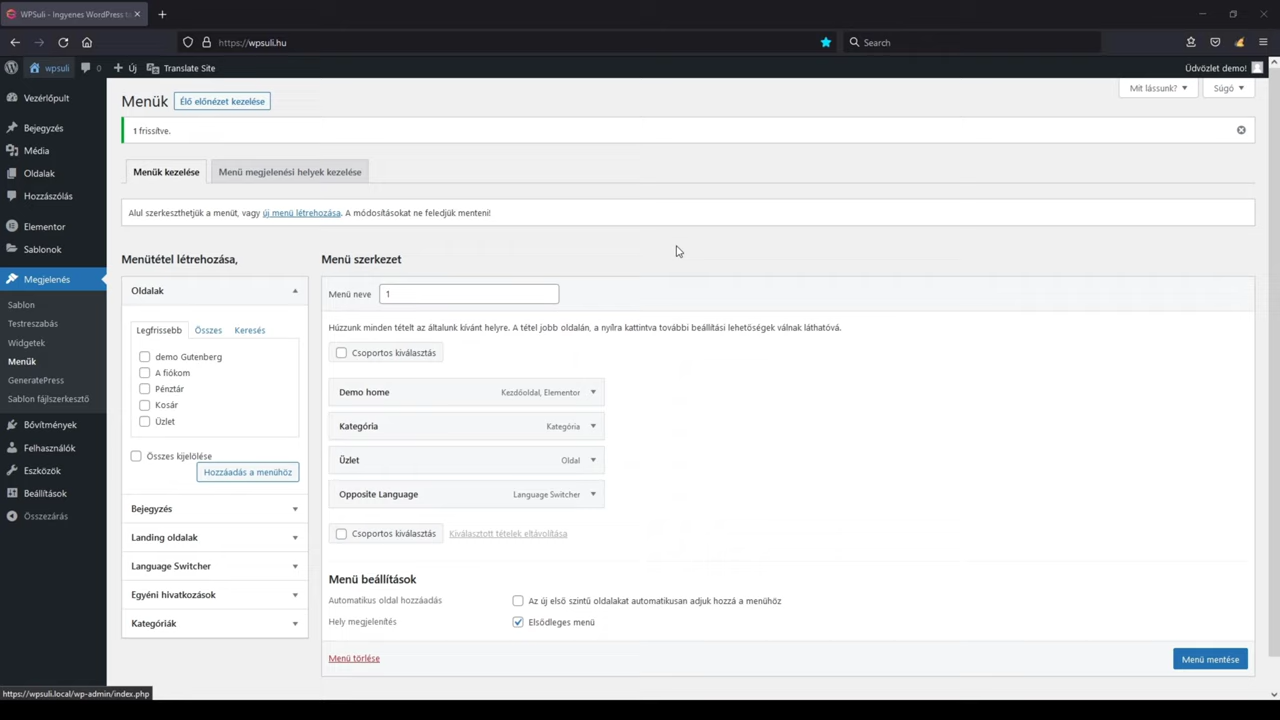 WPSuli - Ingyenes WordPress t
https://wpsuli.hu
Search
wpsuli
0
Új
Translate Site
Üdvözlet demo!
Vezérlőpult
Bejegyzés
Média
Oldalak
Hozzászólás
Elementor
Sablonok
Megjelenés
Sablon
Testreszabás
Widgetek
Menük
GeneratePress
Sablon fájlszerkesztő
Bővítmények
Felhasználók
Eszközök
Beállítások
Összezárás
Menük
Élő előnézet kezelése
Mit lássunk?
Súgó
1 frissítve.
Menük kezelése
Menü megjelenési helyek kezelése
Alul szerkeszthetjük a menüt, vagy új menü létrehozása. A módosításokat ne feledjük menteni!
Menütétel létrehozása,
Oldalak
Legfrissebb
Összes
Keresés
demo Gutenberg
A fiókom
Pénztár
Kosár
Üzlet
Összes kijelölése
Hozzáadás a menühöz
Bejegyzés
Landing oldalak
Language Switcher
Egyéni hivatkozások
Kategóriák
Menü szerkezet
Menü neve
1
Húzzunk minden tételt az általunk kívánt helyre. A tétel jobb oldalán, a nyílra kattintva további beállítási lehetőségek válnak láthatóvá.
Csoportos kiválasztás
Demo home
Kezdőoldal, Elementor
Kategória
Kategória
Üzlet
Oldal
Opposite Language
Language Switcher
Csoportos kiválasztás
Kiválasztott tételek eltávolítása
Menü beállítások
Automatikus oldal hozzáadás
Az új első szintű oldalakat automatikusan adjuk hozzá a menühöz
Hely megjelenítés
Elsődleges menü
Menü törlése
Menü mentése
https://wpsuli.local/wp-admin/index.php